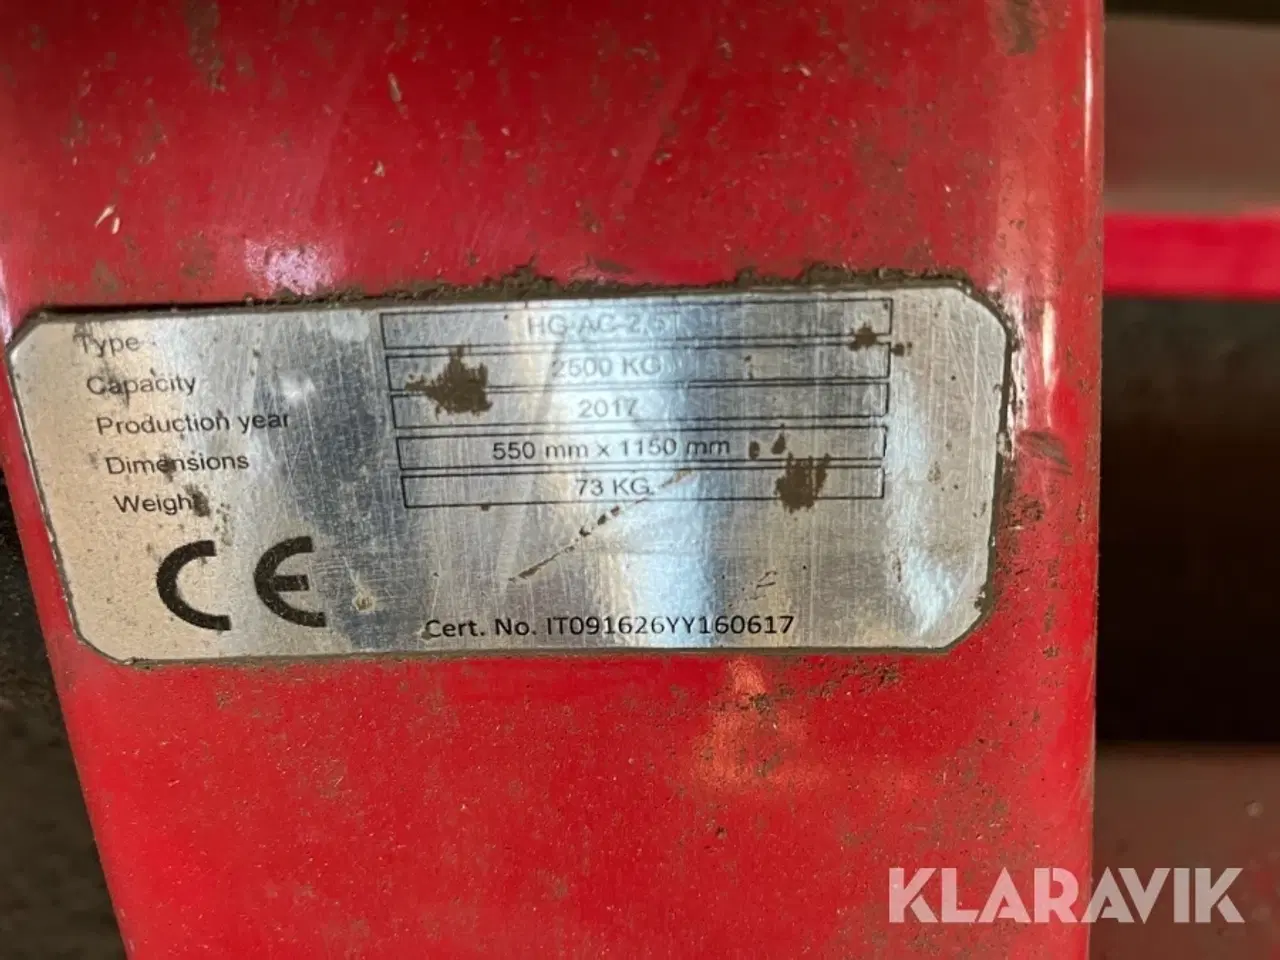 Type HG-AC-2,5T
Capacity 2500 KG
Production year 2017
Dimensions 550 mm x 1150 mm
Weight 73 KG
CE
Cert. No. IT091626YY160617
KLARAVIK